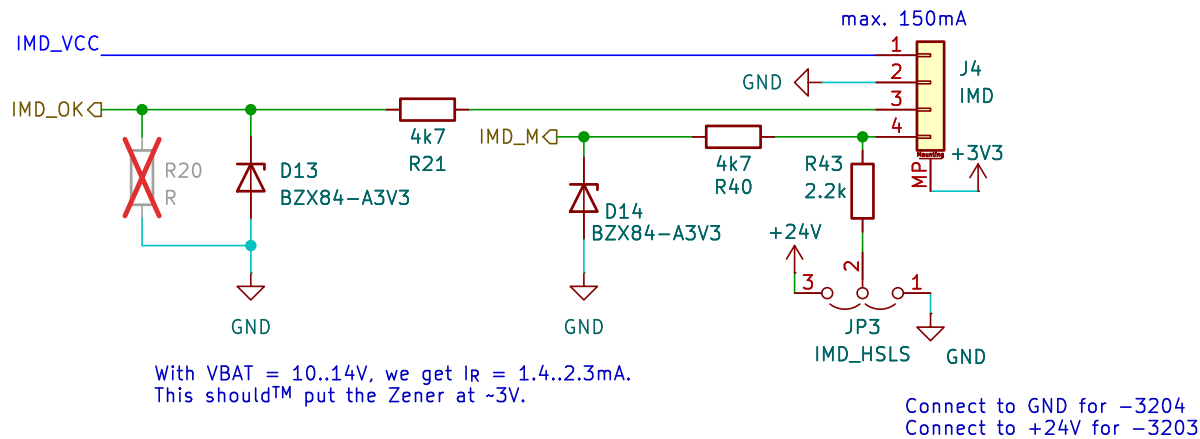 max. 150mA
IMD_VCC
1
J4
IMD
GND
2
IMD_OK
3
4k7
R21
IMD_M
4
4k7
R40
Mounting
MP
+3V3
R20
R
D13
BZX84-A3V3
D14
BZX84-A3V3
R43
2.2k
+24V
3
2
1
JP3
IMD_HSLS
GND
GND
GND
With VBAT = 10..14V, we get IR = 1.4..2.3mA.
This should™ put the Zener at ~3V.
Connect to GND for -3204
Connect to +24V for -3203